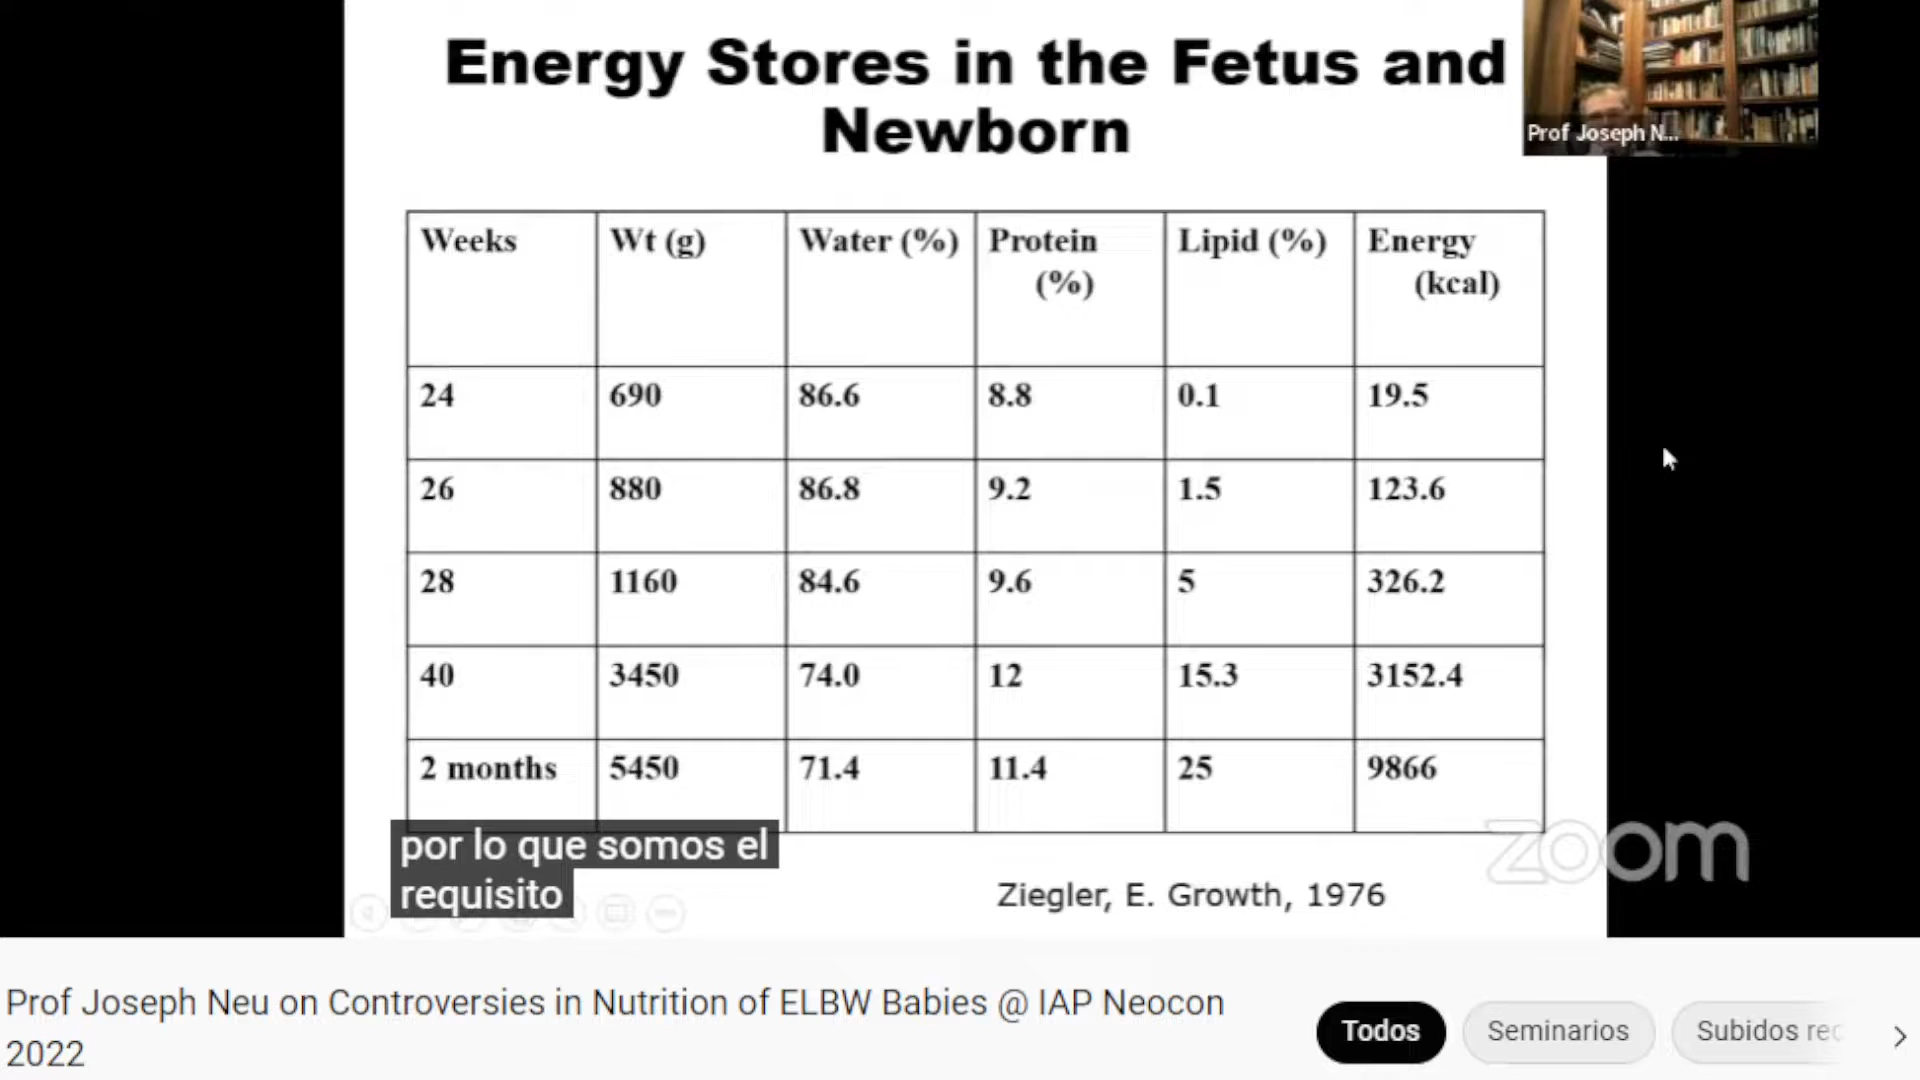 Energy Stores in the Fetus and
Newborn
Prof Joseph N...
Weeks Wt (g) Water (%) Protein (%) Lipid (%) Energy (kcal)
24 690 86.6 8.8 0.1 19.5
26 880 86.8 9.2 1.5 123.6
28 1160 84.6 9.6 5 326.2
40 3450 74.0 12 15.3 3152.4
2 months 5450 71.4 11.4 25 9866
por lo que somos el
requisito
Ziegler, E. Growth, 1976
zoom
Prof Joseph Neu on Controversies in Nutrition of ELBW Babies @ IAP Neocon
2022
Todos Seminarios Subidos rec